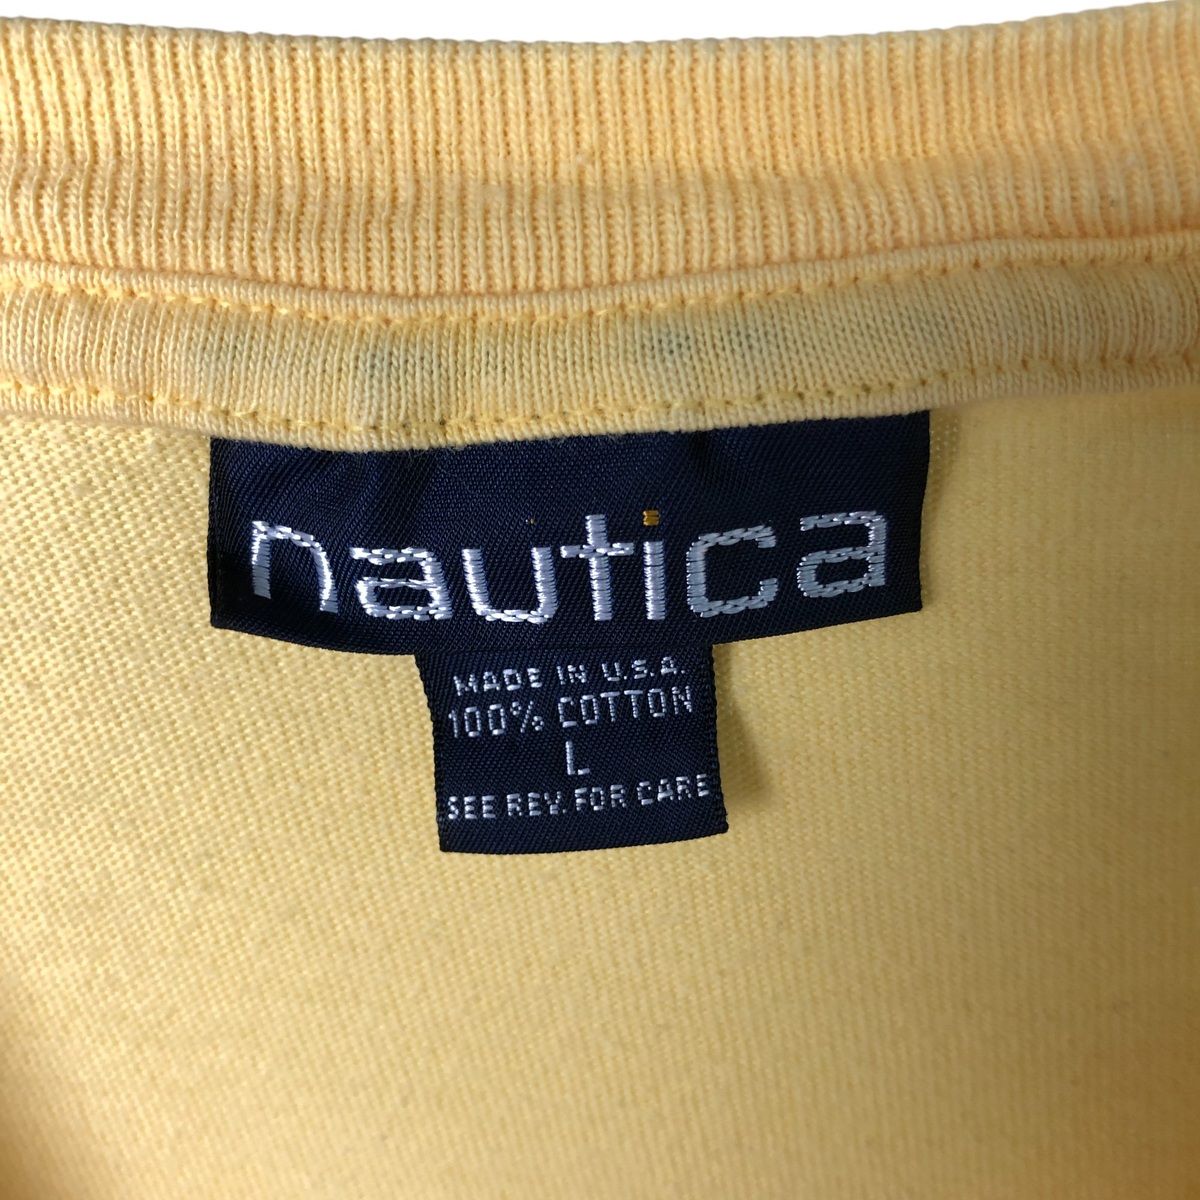 nautica
MADE IN U.S.A.
100% COTTON
L
SEE REV. FOR CARE